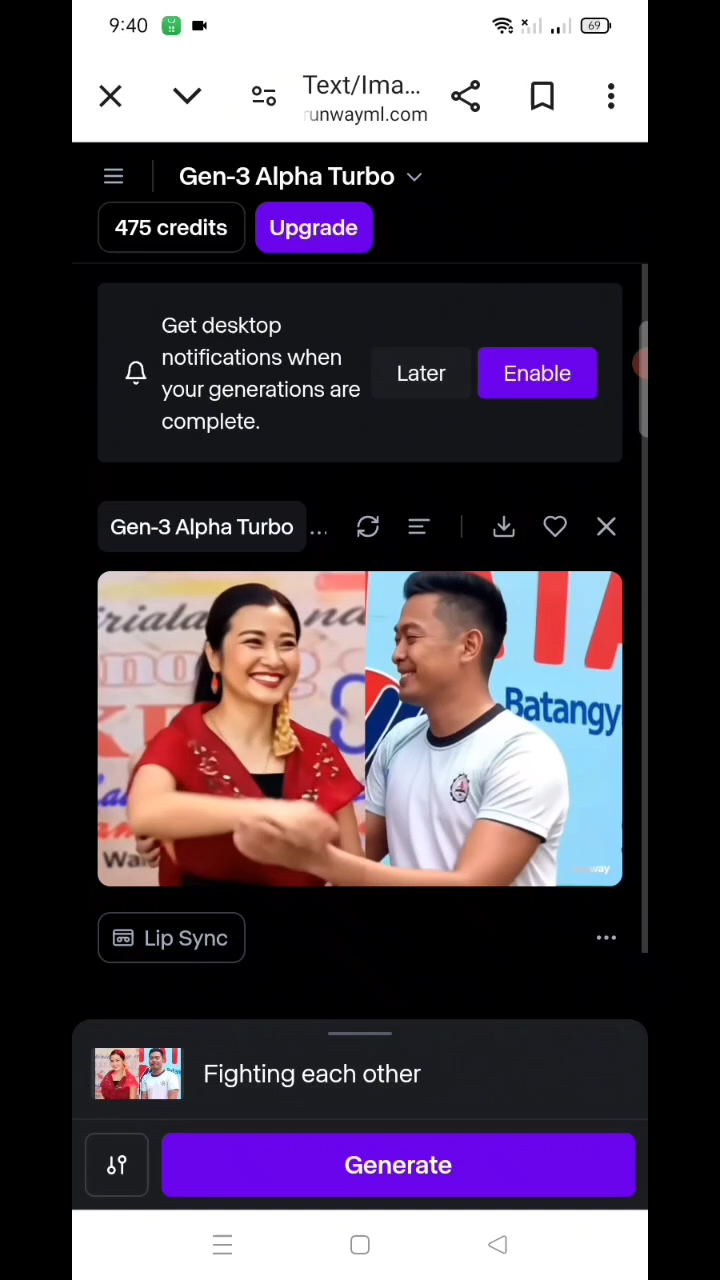 9:40
69
Text/Ima...
runwayml.com
Gen-3 Alpha Turbo
475 credits
Upgrade
Get desktop
notifications when
your generations are
complete.
Later
Enable
Gen-3 Alpha Turbo
...
Batangy
Lip Sync
Fighting each other
Generate